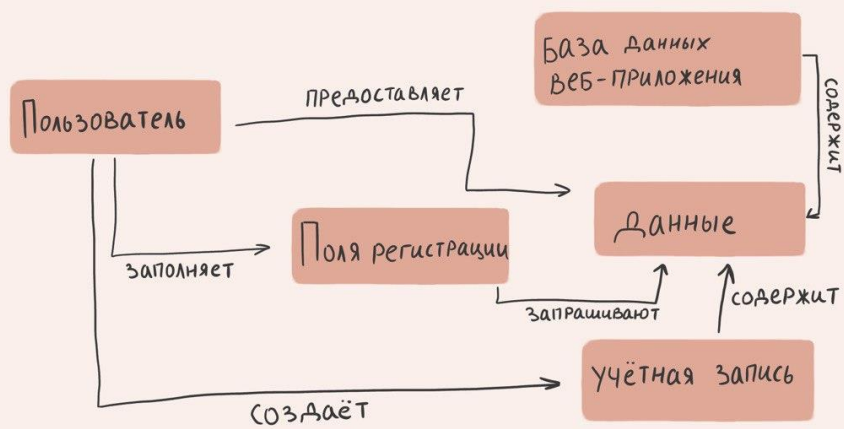 База данных
веб-приложения
содержит
предоставляет
Пользователь
Данные
Поля регистрации
заполняет
содержит
запрашивают
учётная запись
создаёт